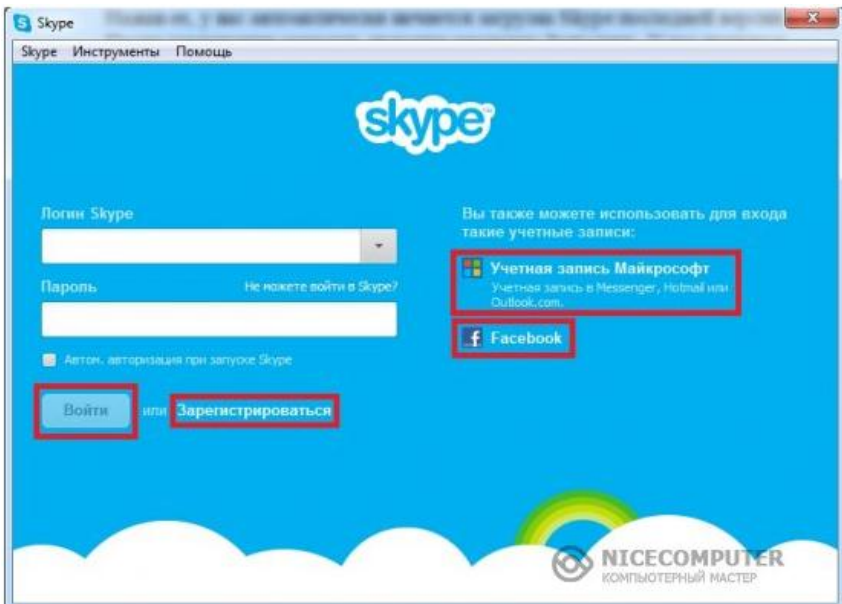 Skype
Skype Инструменты Помощь
skype
Логин Skype
Пароль
Не можете войти в Skype?
Автом. авторизация при запуске Skype
Войти или Зарегистрироваться
Вы также можете использовать для входа
такие учетные записи:
Учетная запись Майкрософт
Учетная запись в Messenger, Hotmail или
Outlook.com.
Facebook
NICECOMPUTER
КОМПЬЮТЕРНЫЙ МАСТЕР